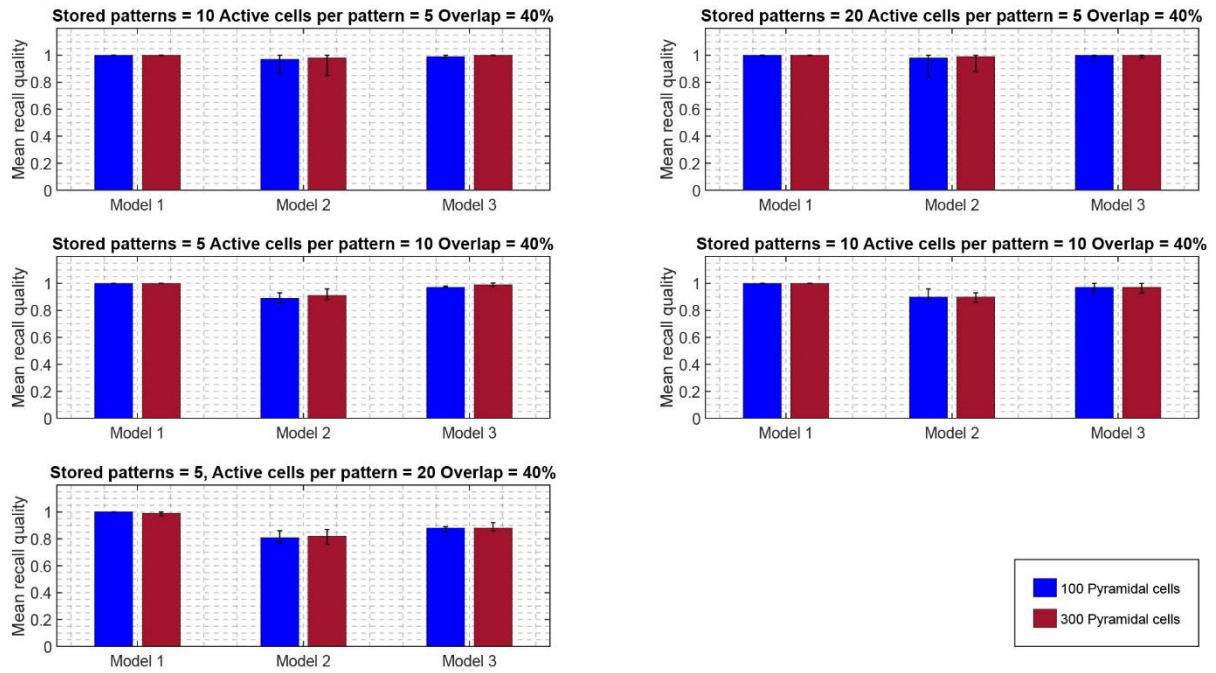 Stored patterns = 10 Active cells per pattern = 5 Overlap = 40%
Mean recall quality
1
0.8
0.6
0.4
0.2
0
Model 1 Model 2 Model 3
Stored patterns = 20 Active cells per pattern = 5 Overlap = 40%
Mean recall quality
1
0.8
0.6
0.4
0.2
0
Model 1 Model 2 Model 3
Stored patterns = 5 Active cells per pattern = 10 Overlap = 40%
Mean recall quality
1
0.8
0.6
0.4
0.2
0
Model 1 Model 2 Model 3
Stored patterns = 10 Active cells per pattern = 10 Overlap = 40%
Mean recall quality
1
0.8
0.6
0.4
0.2
0
Model 1 Model 2 Model 3
Stored patterns = 5, Active cells per pattern = 20 Overlap = 40%
Mean recall quality
1
0.8
0.6
0.4
0.2
0
Model 1 Model 2 Model 3
100 Pyramidal cells
300 Pyramidal cells